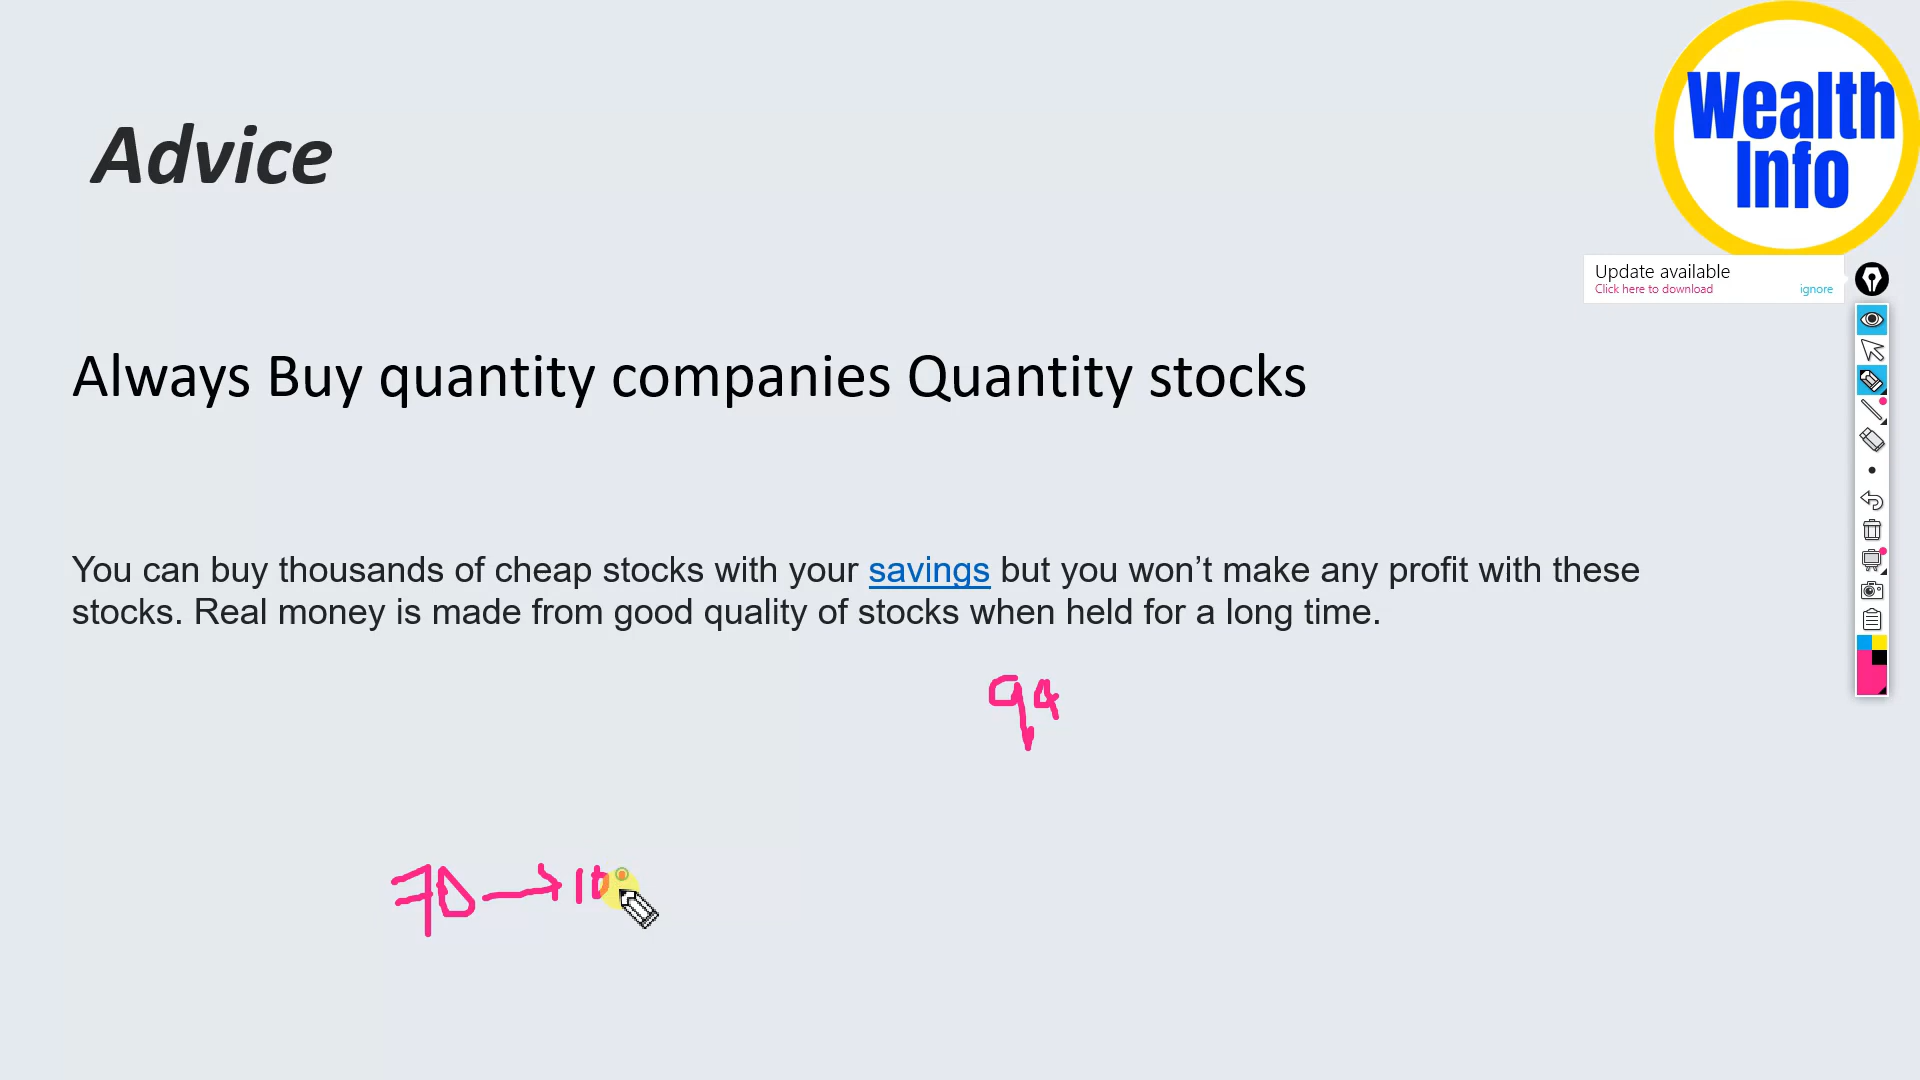 Wealth
Info
Advice
Update available
Click here to download ignore
Always Buy quantity companies Quantity stocks
You can buy thousands of cheap stocks with your savings but you won’t make any profit with these
stocks. Real money is made from good quality of stocks when held for a long time.
70 → 10